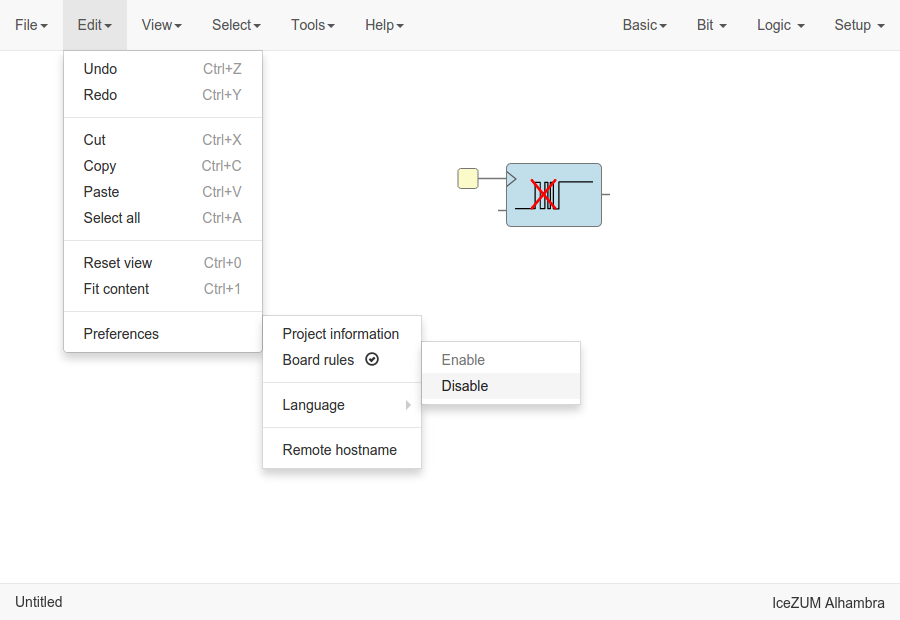 File Edit View Select Tools Help Basic Bit Logic Setup
Undo Ctrl+Z
Redo Ctrl+Y
Cut Ctrl+X
Copy Ctrl+C
Paste Ctrl+V
Select all Ctrl+A
Reset view Ctrl+0
Fit content Ctrl+1
Preferences
Project information
Board rules
Language
Remote hostname
Enable
Disable
Untitled IceZUM Alhambra